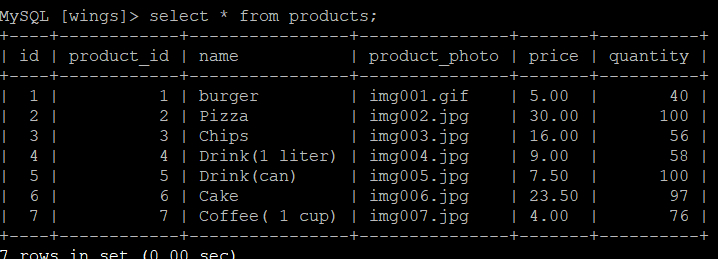 MySQL [wings]> select * from products;
+----+------------+----------------+---------------+-------+----------+
| id | product_id | name           | product_photo | price | quantity |
+----+------------+----------------+---------------+-------+----------+
|  1 |          1 | burger         | img001.gif    | 5.00  |       40 |
|  2 |          2 | Pizza          | img002.jpg    | 30.00 |      100 |
|  3 |          3 | Chips          | img003.jpg    | 16.00 |       56 |
|  4 |          4 | Drink(1 liter) | img004.jpg    | 9.00  |       58 |
|  5 |          5 | Drink(can)     | img005.jpg    | 7.50  |      100 |
|  6 |          6 | Cake           | img006.jpg    | 23.50 |       97 |
|  7 |          7 | Coffee( 1 cup) | img007.jpg    | 4.00  |       76 |
+----+------------+----------------+---------------+-------+----------+
7 rows in set (0.00 sec)